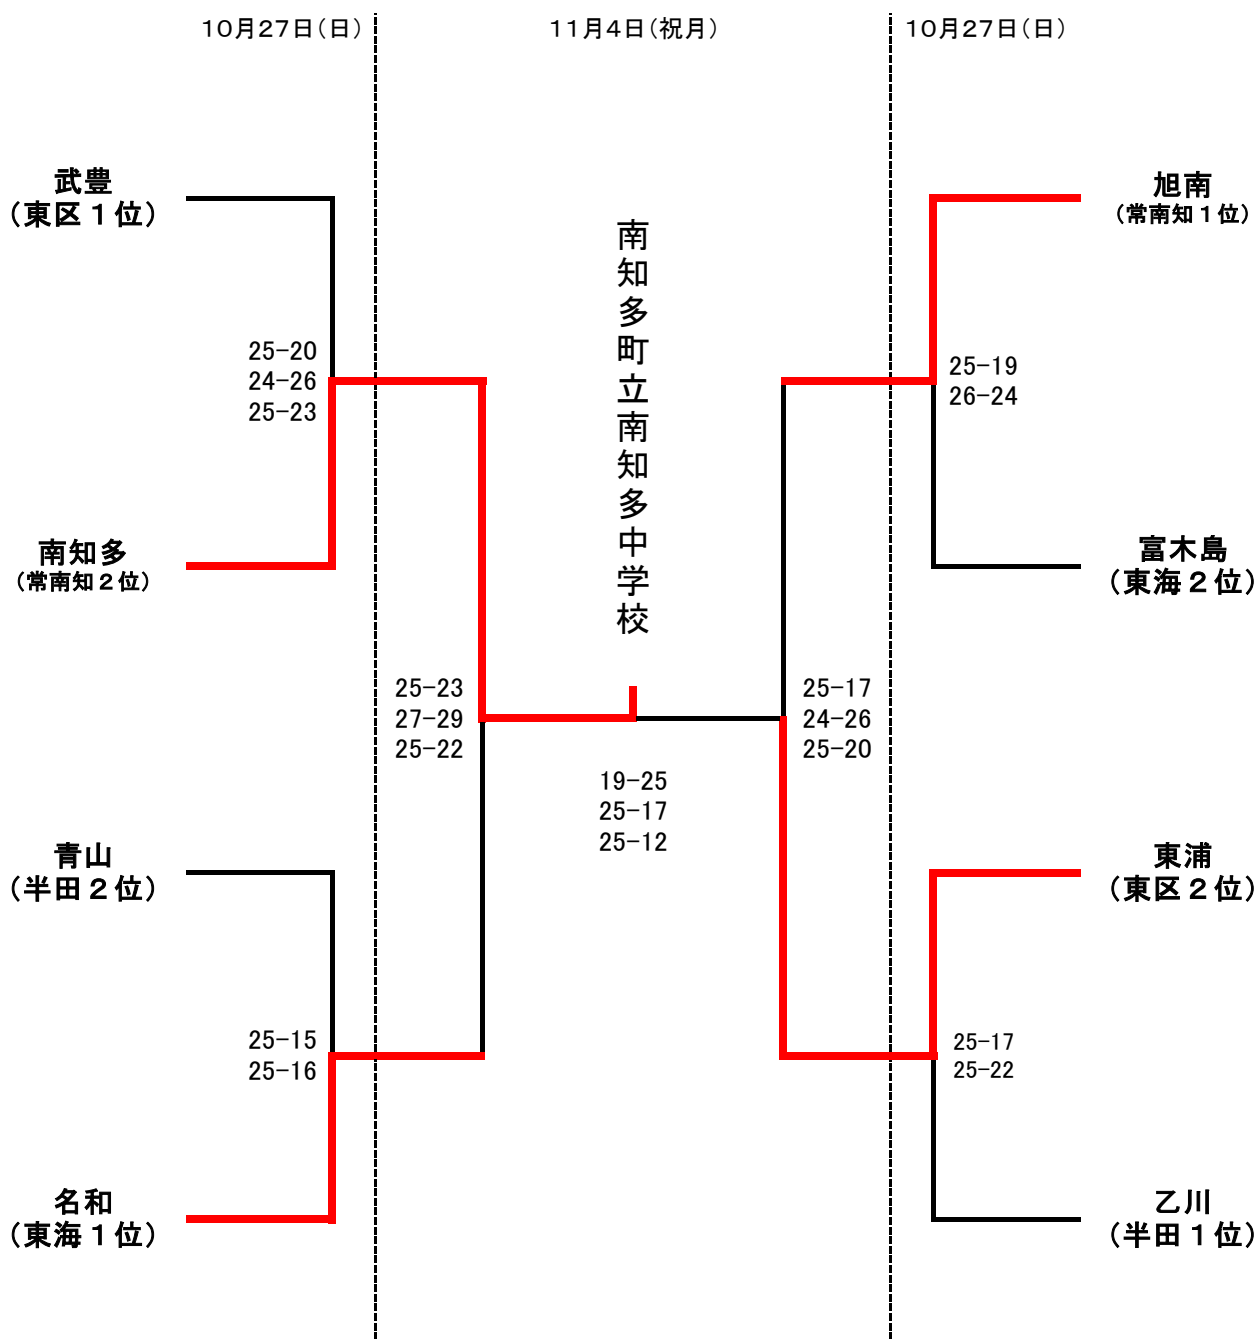 10月27日(日)
11月4日(祝月)
10月27日(日)
武豊
(東区1位)
旭南
(常南知1位)
南知多町立南知多中学校
25-20
24-26
25-23
25-19
26-24
南知多
(常南知2位)
富木島
(東海2位)
25-23
27-29
25-22
25-17
24-26
25-20
19-25
25-17
25-12
青山
(半田2位)
東浦
(東区2位)
25-15
25-16
25-17
25-22
名和
(東海1位)
乙川
(半田1位)